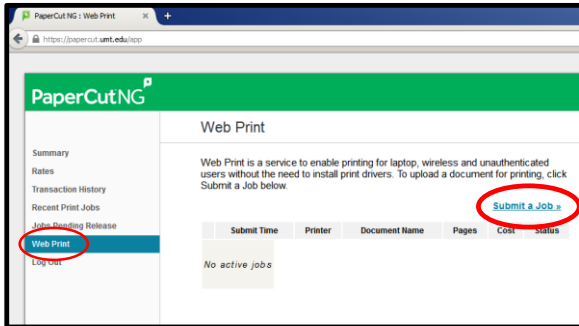 PaperCut NG : Web Print × +
https://papercut.umt.edu/app
PaperCutNG
Web Print
Summary
Rates
Transaction History
Recent Print Jobs
Jobs Pending Release
Web Print
Log Out
Web Print is a service to enable printing for laptop, wireless and unauthenticated
users without the need to install print drivers. To upload a document for printing, click
Submit a Job below.
Submit a Job »
Submit Time Printer Document Name Pages Cost Status
No active jobs